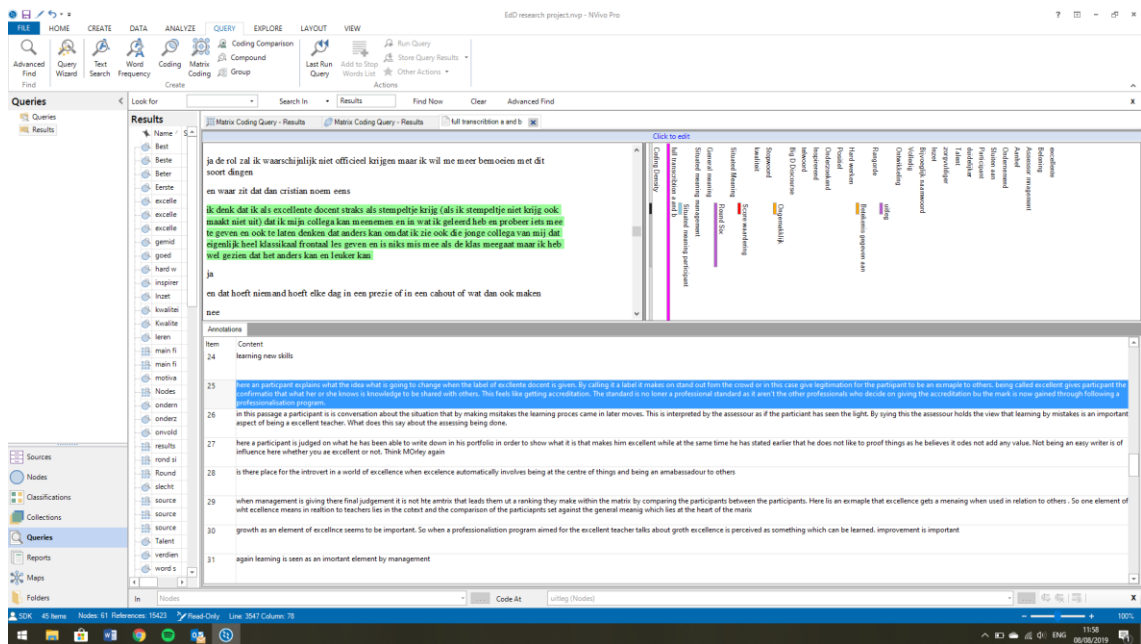 EdD research project.nvp - NVivo Pro
FILE HOME CREATE DATA ANALYZE QUERY EXPLORE LAYOUT VIEW
Advanced Find
Query Wizard
Text Search
Word Frequency
Coding
Matrix Coding
Coding Comparison
Compound
Group
Last Run Query
Add to Stop Words List
Run Query
Store Query Results
Other Actions
Find Create Actions
Queries
Queries
Results
Look for Search In Results Find Now Clear Advanced Find
Results
Name
Best
Beste
Beter
Eerste
excelle
excelle
excelle
gemid
goed
hard w
inspirer
Inzet
kwalitei
Kwalite
leren
main fi
main fi
motiva
Nodes
ondern
onderz
onvold
results
rond si
Round
slecht
source
source
source
Talent
verdien
word s
Matrix Coding Query - Results Matrix Coding Query - Results full transcribtion a and b
Click to edit
ja de rol zal ik waarschijnlijk niet officieel krijgen maar ik wil me meer bemoeien met dit
soort dingen
en waar zit dat dan cristian noem eens
ik denk dat ik als excellente docent straks als stempeltje krijg (als ik stempeltje niet krijg ook
maakt niet uit) dat ik mijn collega kan meenemen en in wat ik geleerd heb en probeer iets mee
te geven en ook te laten denken dat anders kan omdat ik zie ook die jonge collega van mij dat
eigenlijk heel klassikaal frontaal les geven en is niks mis mee als de klas meegaat maar ik heb
wel gezien dat het anders kan en leuker kan
ja
en dat hoeft niemand hoeft elke dag in een prezie of in een cahout of wat dan ook maken
nee
Coding Density
full transcribtion a and b
Situated meaning participant
Situated meaning management
General meaning
Round Six
Situated Meaning
Score waardering
kwaliteit
Stopwoord
Ongemakkelijk
Big D Discourse
telwoord
Inspirerend
Onderzoekend
Positief
Hard werken
Betekenis gegeven aan
Rangorde
uitleg
Ontwikkeling
Volledig
Bijvoeglijk naamwoord
Inzet
zorgvuldiger
Talent
duidelijker
Participant
Sluiten aan
Ondernemend
Aanhef
Assessor mnagament
Beloning
excellente
Annotations
Item Content
24 learning new skills
25 here an particpant explains what the idea what is going to change when the label of excllente docent is given. By calling it a label it makes on stand out fom the crowd or in this case give legitimation for the partipant to be an exmaple to others. being called excellent gives particpant the
confirmatio that what her or she knows is knowledge to be shared with others. This feels like getting accreditation. The standard is no loner a professional standard as it aren't the other professionals who decide on giving the accreditation bu the mark is now gained through following a
professionalisation program.
26 in this passage a participant is in conversation about the situation that by making msitakes the learning proces came in later moves. This is interpreted by the assessour as if the particiant has seen the light. By sying this the assessour holds the view that learning by mistakes is an important
aspect of being a excellent teacher. What does this say about the assessing being done.
27 here a participant is judged on what he has been able to write down in his portfolio in order to show what it is that makes him excellent while at the same time he has stated earlier that he does not like to proof things as he believes it odes not add any value. Not being an easy writer is of
influence here whether you ae excellent or not. Think MOrley again
28 is there place for the introvert in a world of excellence when excelence automatically involves being at the centre of things and being an amabassadour to others
29 when management is giving there final judgement it is not hte amtrix that leads them ut a ranking they make within the matrix by comparing the participants between the participants. Here lis an exmaple that excellence gets a menaing when used in relation to others . So one element of
wht ecellence means in realtion to teachers lies in the cotext and the comparison of the particiapnts set against the general meanig which lies at the heart of the marix
30 growth as an element of excellnce seems to be important. So when a professionalistion program aimed for the excellent teacher talks about groth excellence is perceived as something which can be learned. improvement is important
31 again learning is seen as an imortant element by management
Sources
Nodes
Classifications
Collections
Queries
Reports
Maps
Folders
In Nodes Code At uitleg (Nodes)
SDK 45 Items Nodes: 61 References: 15423 Read-Only Line: 3547 Column: 78 100%
ENG 11:58
08/08/2019